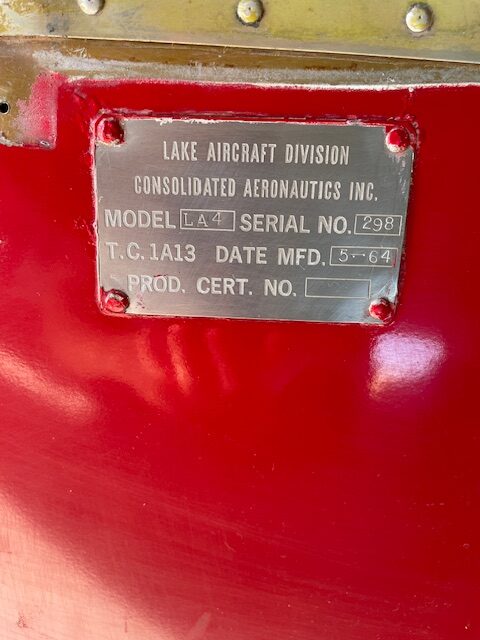 LAKE AIRCRAFT DIVISION
CONSOLIDATED AERONAUTICS INC.
MODEL LA4 SERIAL NO. 298
T.C. 1A13 DATE MFD. 5-64
PROD. CERT. NO.